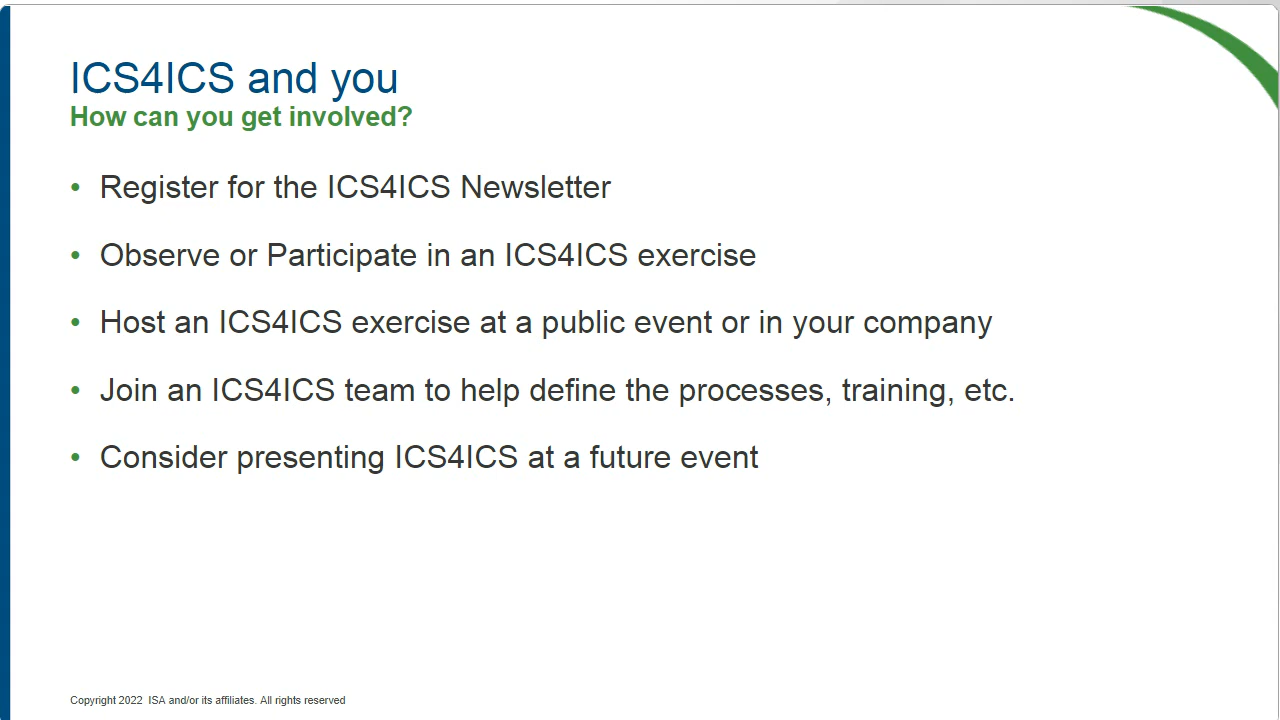 ICS4ICS and you
How can you get involved?
• Register for the ICS4ICS Newsletter
• Observe or Participate in an ICS4ICS exercise
• Host an ICS4ICS exercise at a public event or in your company
• Join an ICS4ICS team to help define the processes, training, etc.
• Consider presenting ICS4ICS at a future event
Copyright 2022 ISA and/or its affiliates. All rights reserved